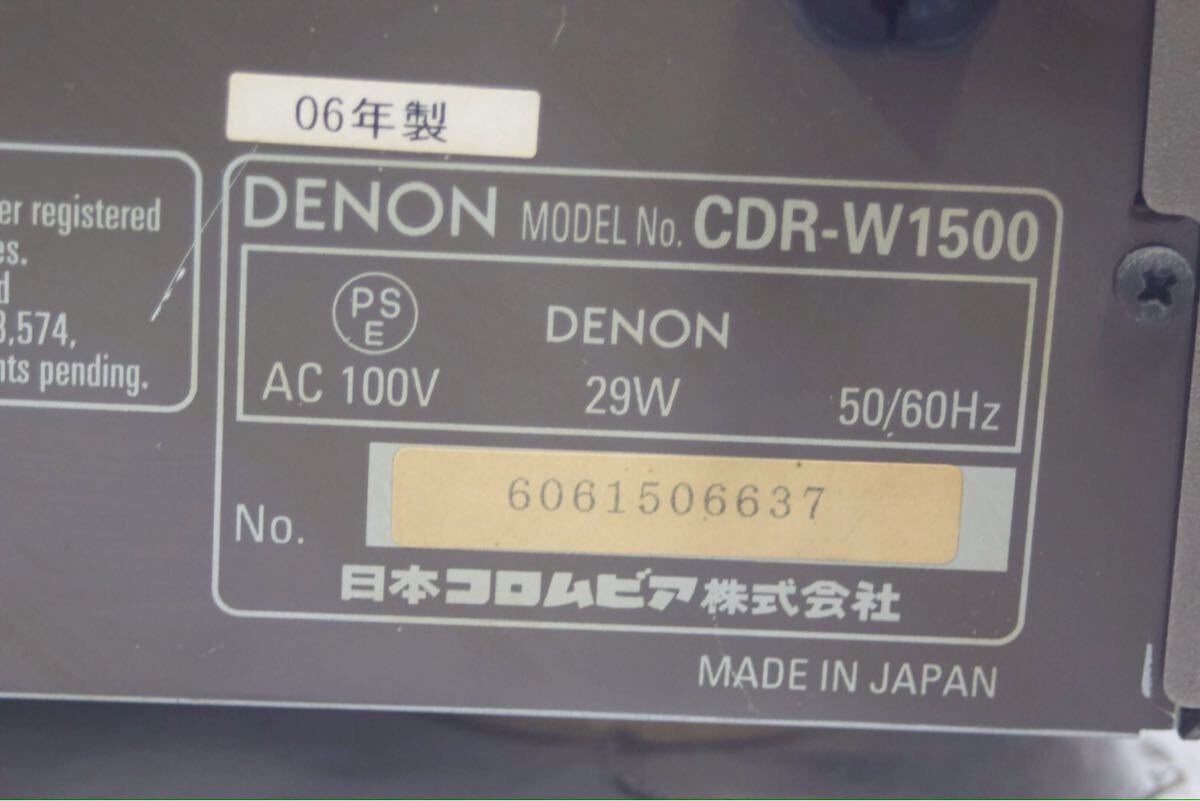 06年製
er registered
es.
d
3,574,
nts pending.
DENON MODEL No. CDR-W1500
PS
E
DENON
AC 100V 29W 50/60Hz
No. 6061506637
日本コロムビア株式会社
MADE IN JAPAN